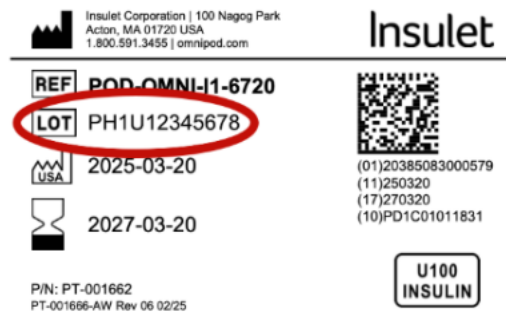 Insulet Corporation | 100 Nagog Park
Acton, MA 01720 USA
1.800.591.3455 | omnipod.com
Insulet
REF POD-OMNI-I1-6720
LOT PH1U12345678
USA 2025-03-20
2027-03-20
(01)20385083000579
(11)250320
(17)270320
(10)PD1C01011831
P/N: PT-001662
PT-001666-AW Rev 06 02/25
U100
INSULIN